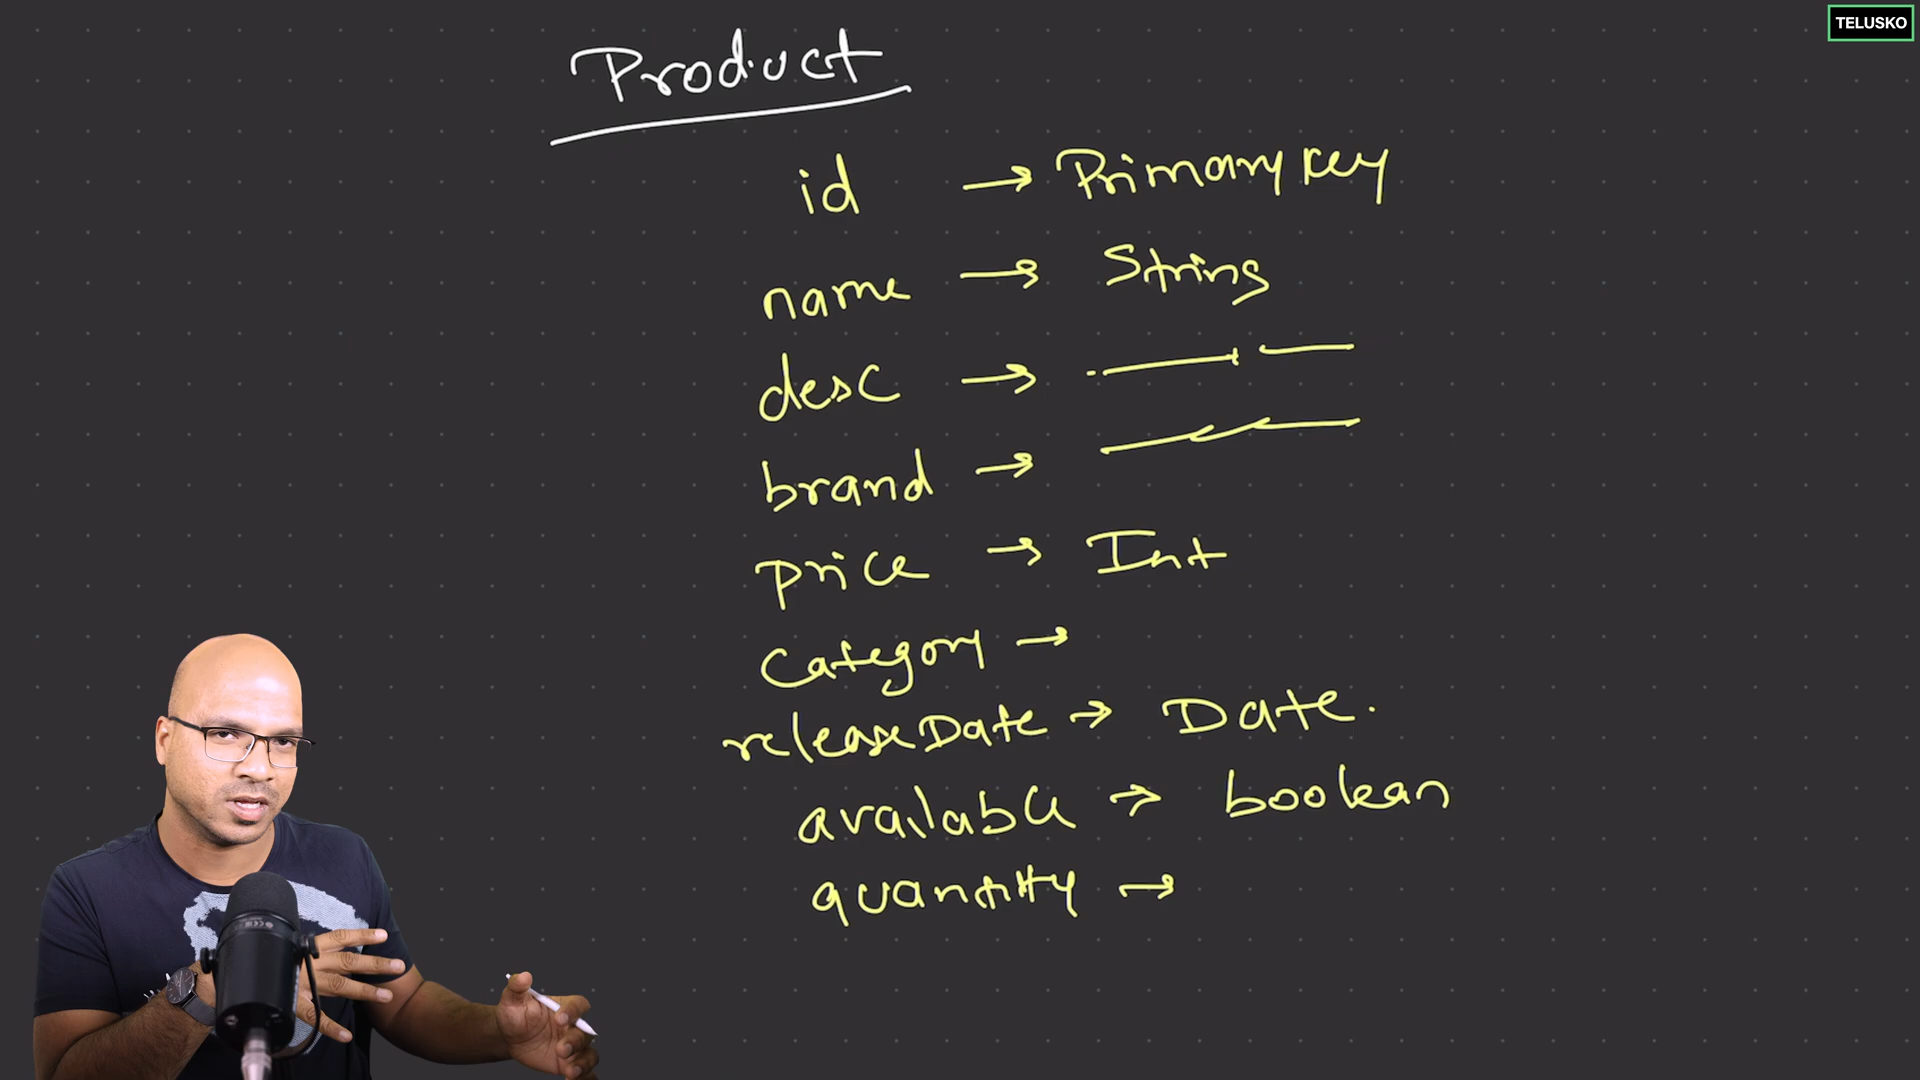 TELUSKO
Product
id → Primary key
name → String
desc →
brand →
price → Int
Category →
releaseDate → Date.
available → boolean
quantity →